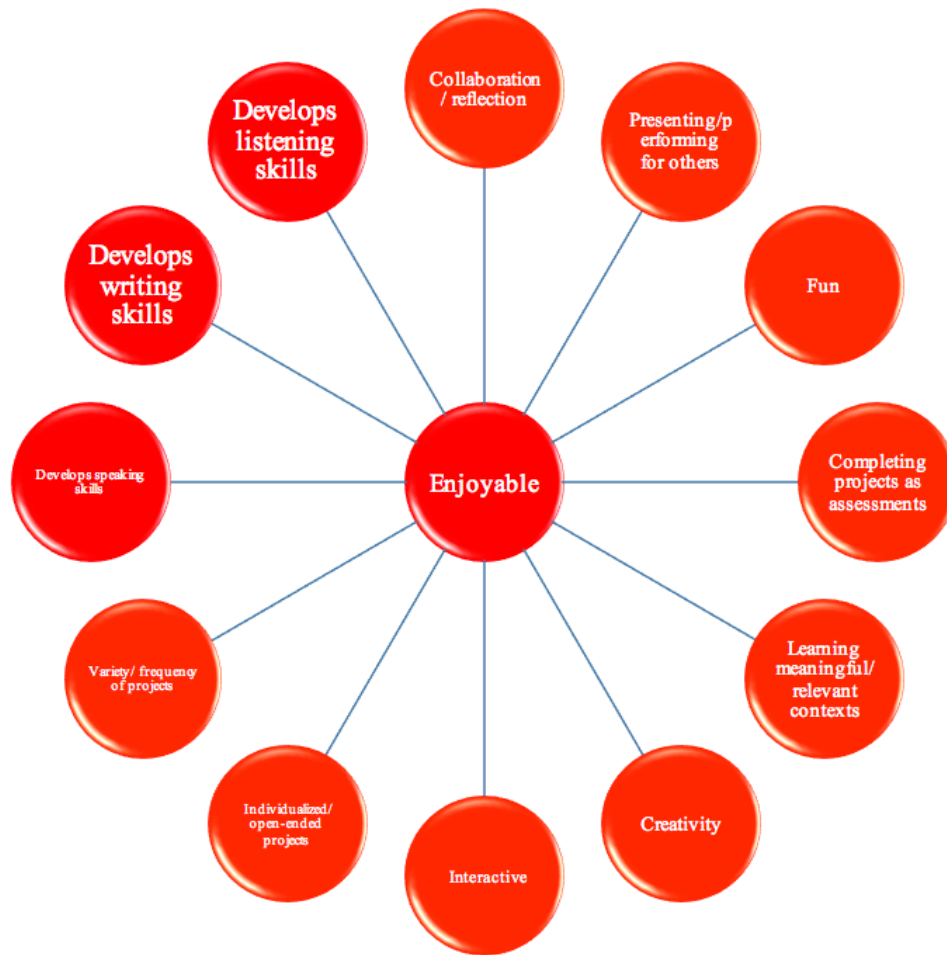 Collaboration
/ reflection
Presenting/p
erforming
for others
Fun
Completing
projects as
assessments
Learning
meaningful/
relevant
contexts
Creativity
Interactive
Individualized/
open-ended
projects
Variety/ frequency
of projects
Develops speaking
skills
Develops
writing
skills
Develops
listening
skills
Enjoyable